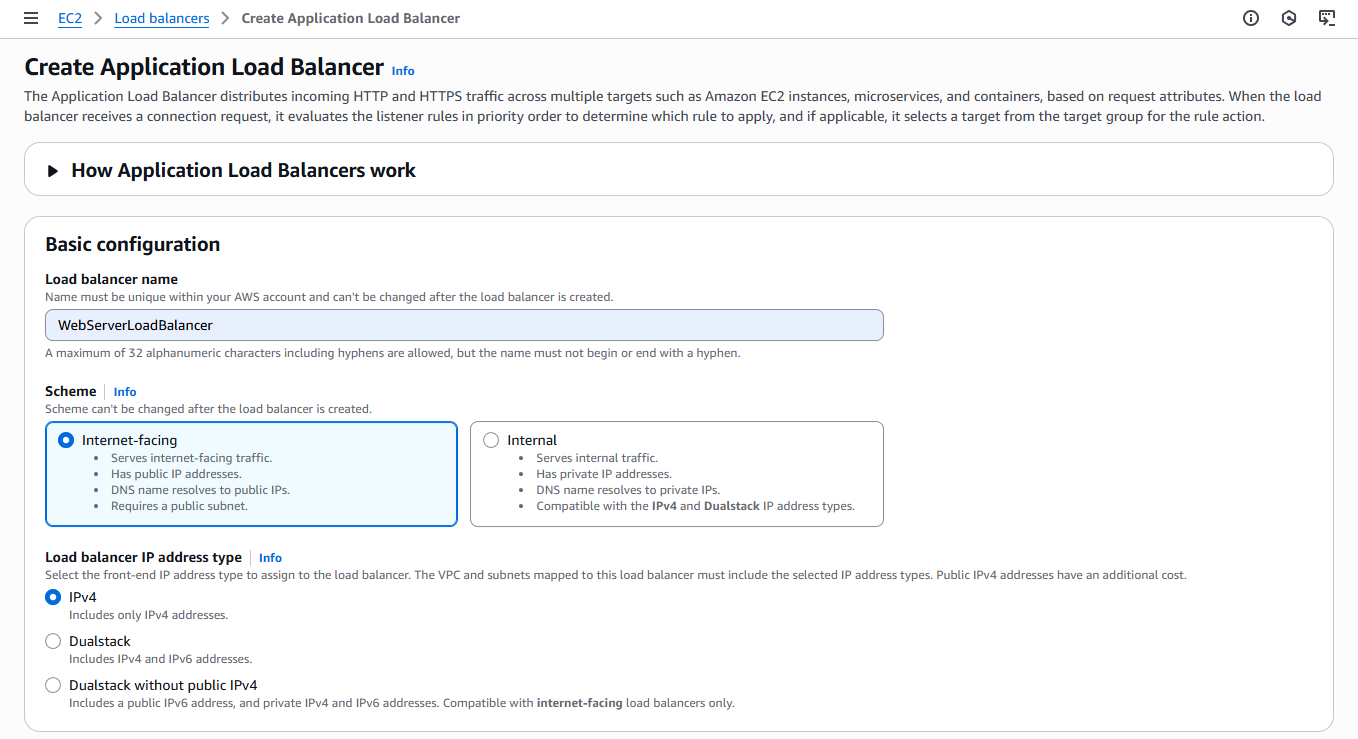 EC2 > Load balancers > Create Application Load Balancer
Create Application Load Balancer Info
The Application Load Balancer distributes incoming HTTP and HTTPS traffic across multiple targets such as Amazon EC2 instances, microservices, and containers, based on request attributes. When the load
balancer receives a connection request, it evaluates the listener rules in priority order to determine which rule to apply, and if applicable, it selects a target from the target group for the rule action.
How Application Load Balancers work
Basic configuration
Load balancer name
Name must be unique within your AWS account and can't be changed after the load balancer is created.
WebServerLoadBalancer
A maximum of 32 alphanumeric characters including hyphens are allowed, but the name must not begin or end with a hyphen.
Scheme Info
Scheme can't be changed after the load balancer is created.
Internet-facing
• Serves internet-facing traffic.
• Has public IP addresses.
• DNS name resolves to public IPs.
• Requires a public subnet.
Internal
• Serves internal traffic.
• Has private IP addresses.
• DNS name resolves to private IPs.
• Compatible with the IPv4 and Dualstack IP address types.
Load balancer IP address type Info
Select the front-end IP address type to assign to the load balancer. The VPC and subnets mapped to this load balancer must include the selected IP address types. Public IPv4 addresses have an additional cost.
IPv4
Includes only IPv4 addresses.
Dualstack
Includes IPv4 and IPv6 addresses.
Dualstack without public IPv4
Includes a public IPv6 address, and private IPv4 and IPv6 addresses. Compatible with internet-facing load balancers only.